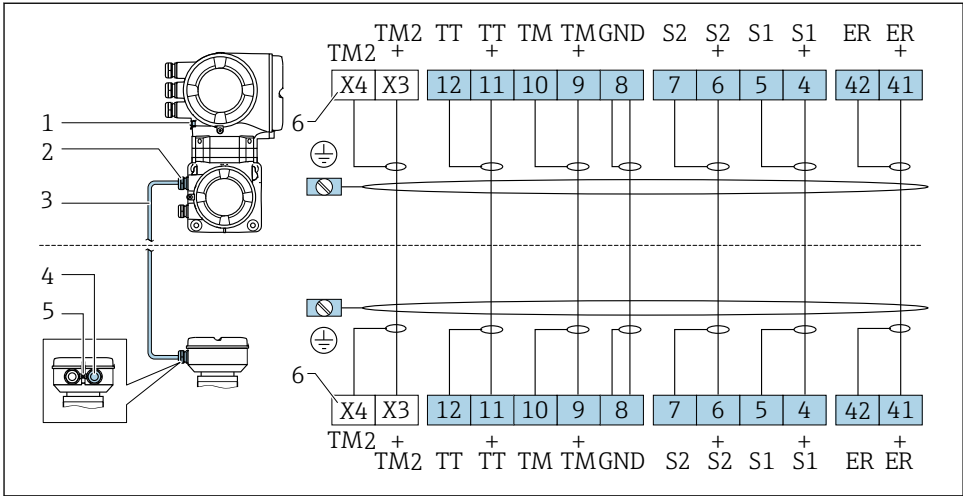 TM2 TT TT TM TM GND S2 S2 S1 S1 ER ER
TM2 + + + + + +
X4 X3 12 11 10 9 8 7 6 5 4 42 41
6
1
2
3
4
5
6
X4 X3 12 11 10 9 8 7 6 5 4 42 41
TM2 + + + + + +
TM2 TT TT TM TM GND S2 S2 S1 S1 ER ER